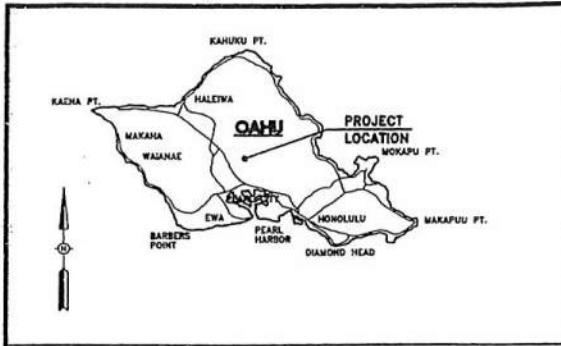 KAHUKU PT.
KAENA PT.
HALEIWA
OAHU
PROJECT
LOCATION
MAKAHA
MOKAPU PT.
WAIANAE
EWA
HONOLULU
MAKAPUU PT.
BARBERS
POINT
PEARL
HARBOR
DIAMOND HEAD
N